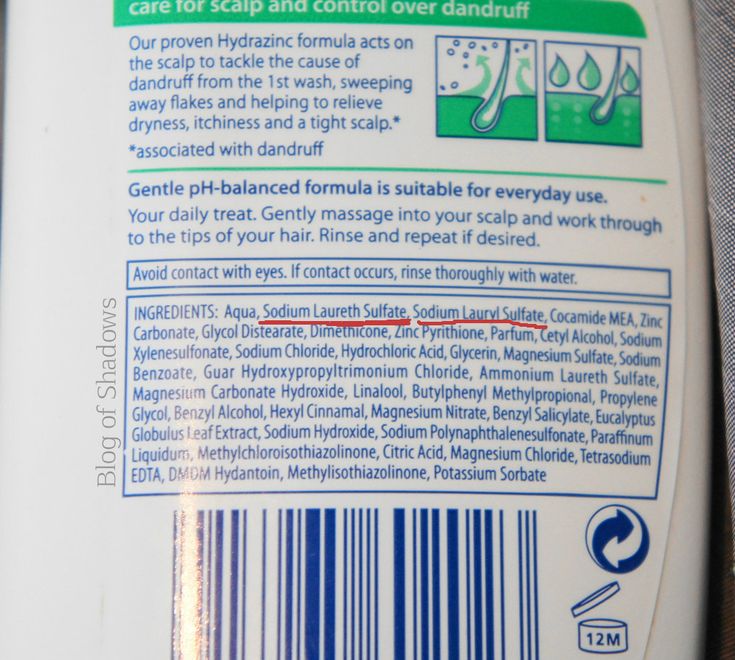 care for scalp and control over dandruff
Our proven Hydrazinc formula acts on
the scalp to tackle the cause of
dandruff from the 1st wash, sweeping
away flakes and helping to relieve
dryness, itchiness and a tight scalp.*
*associated with dandruff
Gentle pH-balanced formula is suitable for everyday use.
Your daily treat. Gently massage into your scalp and work through
to the tips of your hair. Rinse and repeat if desired.
Avoid contact with eyes. If contact occurs, rinse thoroughly with water.
INGREDIENTS: Aqua, Sodium Laureth Sulfate, Sodium Lauryl Sulfate, Cocamide MEA, Zinc
Carbonate, Glycol Distearate, Dimethicone, Zinc Pyrithione, Parfum, Cetyl Alcohol, Sodium
Xylenesulfonate, Sodium Chloride, Hydrochloric Acid, Glycerin, Magnesium Sulfate, Sodium
Benzoate, Guar Hydroxypropyltrimonium Chloride, Ammonium Laureth Sulfate,
Magnesium Carbonate Hydroxide, Linalool, Butylphenyl Methylpropional, Propylene
Glycol, Benzyl Alcohol, Hexyl Cinnamal, Magnesium Nitrate, Benzyl Salicylate, Eucalyptus
Globulus Leaf Extract, Sodium Hydroxide, Sodium Polynaphthalenesulfonate, Paraffinum
Liquidum, Methylchloroisothiazolinone, Citric Acid, Magnesium Chloride, Tetrasodium
EDTA, DMDM Hydantoin, Methylisothiazolinone, Potassium Sorbate
12M
Blog of Shadows